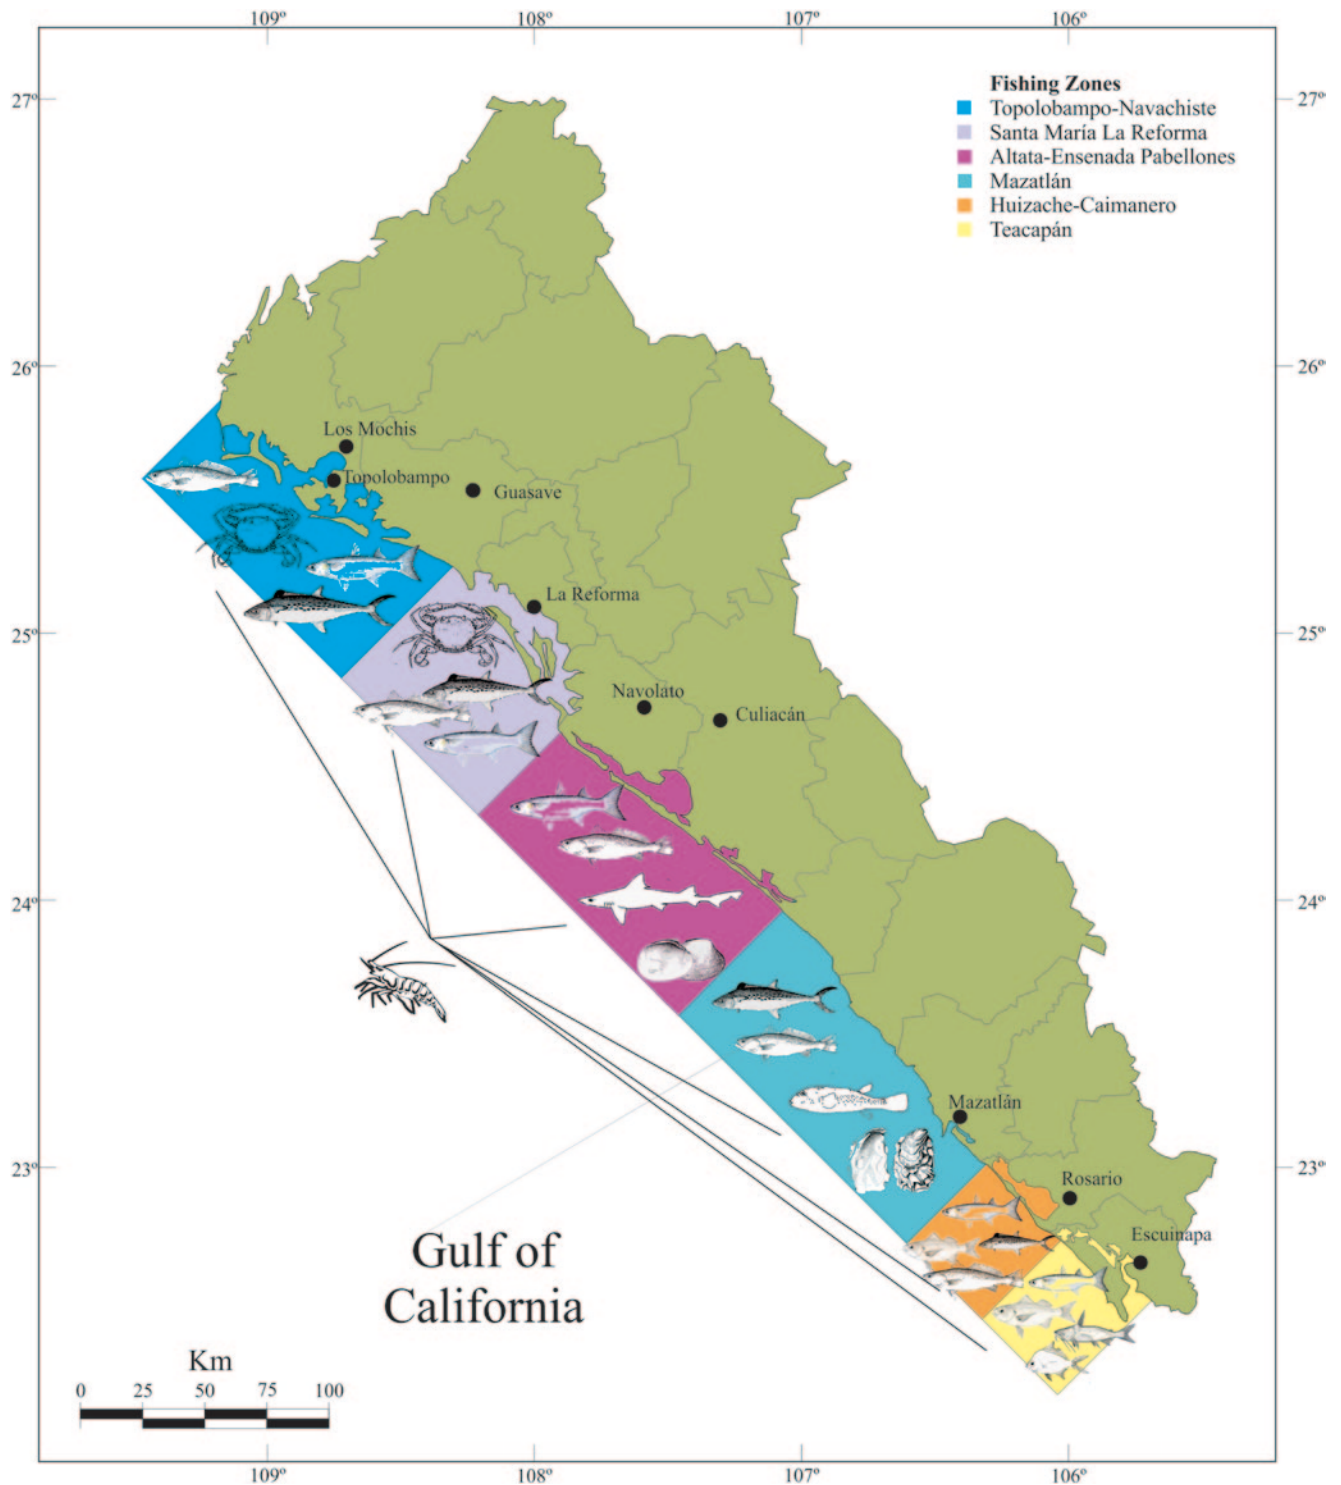 109º 108º 107º 106º
27º 27º
Fishing Zones
Topolobampo-Navachiste
Santa María La Reforma
Altata-Ensenada Pabellones
Mazatlán
Huizache-Caimanero
Teacapán
26º 26º
Los Mochis
Topolobampo
Guasave
La Reforma
25º 25º
Navolato
Culiacán
24º 24º
Mazatlán
23º 23º
Rosario
Escuinapa
Gulf of
California
Km
0 25 50 75 100
109º 108º 107º 106º